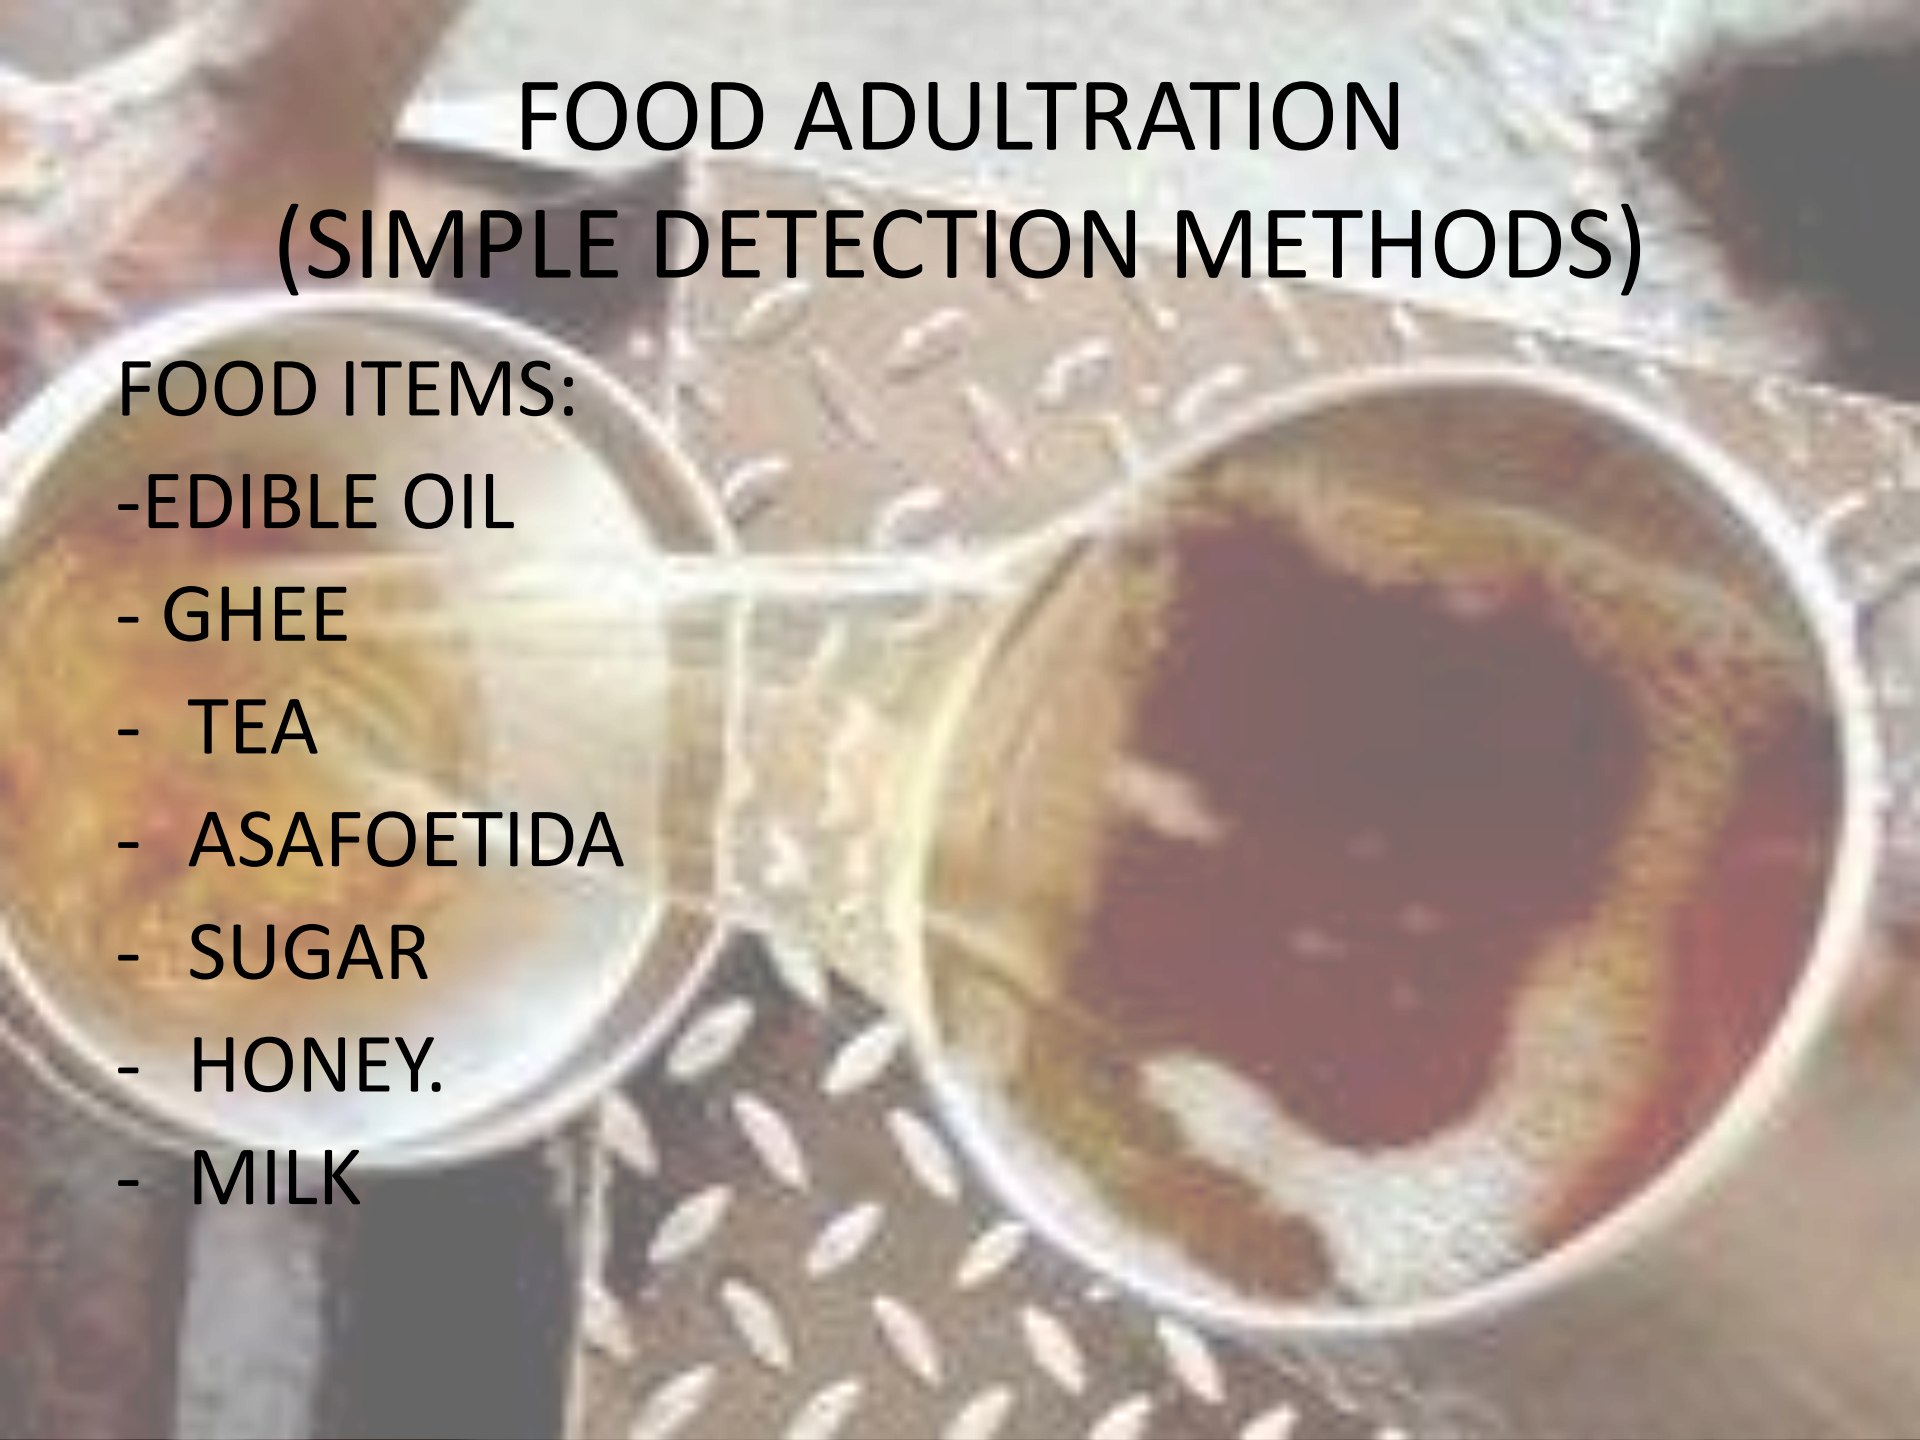 FOOD ADULTRATION
(SIMPLE DETECTION METHODS)
FOOD ITEMS:
-EDIBLE OIL
- GHEE
- TEA
- ASAFOETIDA
- SUGAR
- HONEY.
- MILK